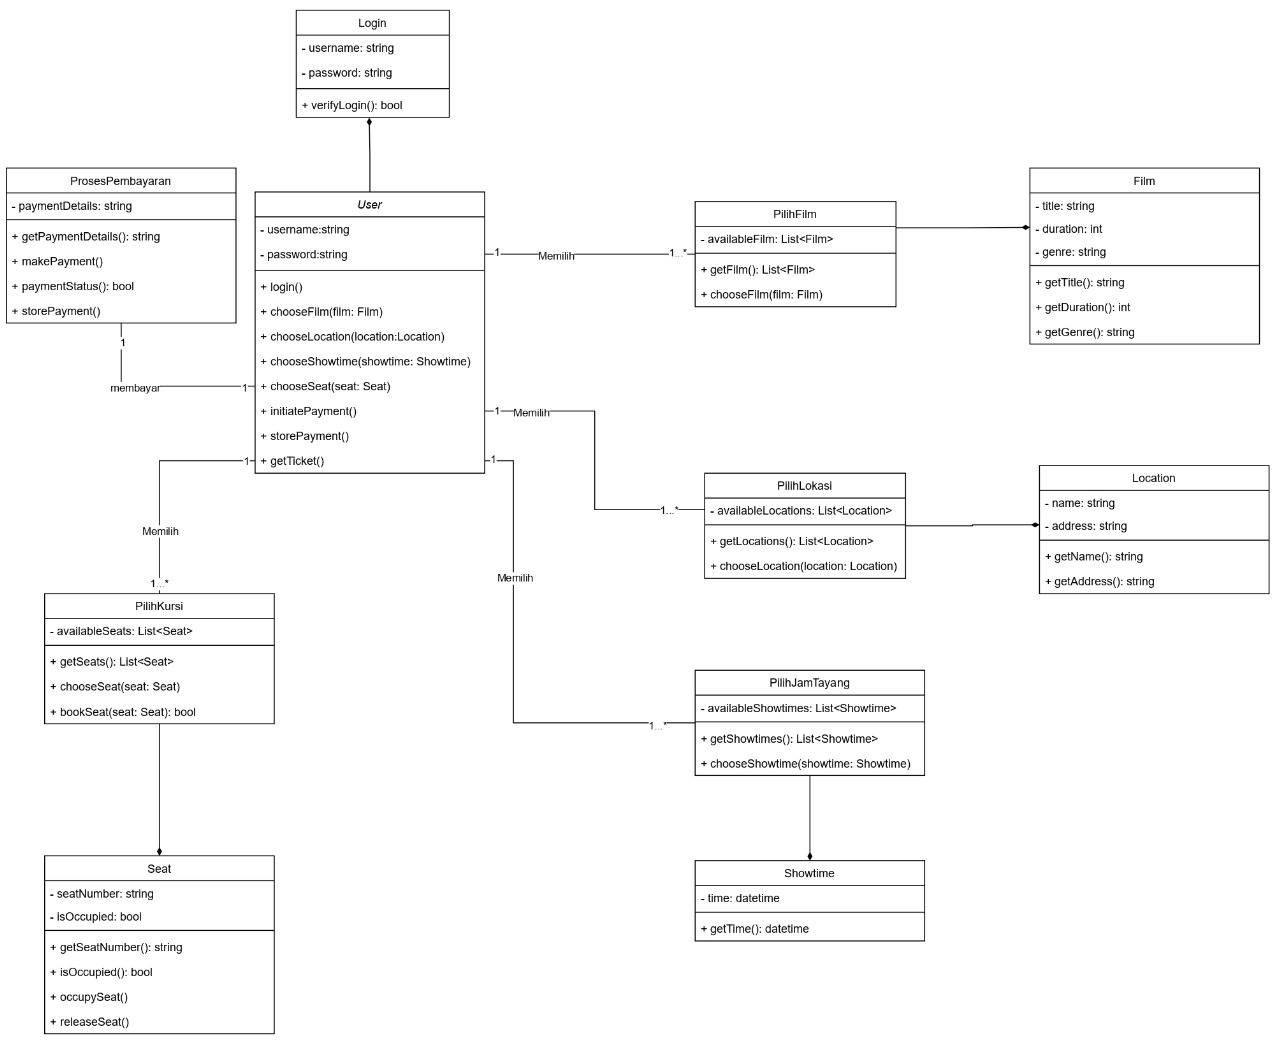 Login
- username: string
- password: string
+ verifyLogin(): bool
ProsesPembayaran
- paymentDetails: string
+ getPaymentDetails(): string
+ makePayment()
+ paymentStatus(): bool
+ storePayment()
1
membayar
1
User
- username:string
- password:string
+ login()
+ chooseFilm(film: Film)
+ chooseLocation(location:Location)
+ chooseShowtime(showtime: Showtime)
+ chooseSeat(seat: Seat)
+ initiatePayment()
+ storePayment()
+ getTicket()
1
Memilih
1...*
PilihFilm
- availableFilm: List<Film>
+ getFilm(): List<Film>
+ chooseFilm(film: Film)
Film
- title: string
- duration: int
- genre: string
+ getTitle(): string
+ getDuration(): int
+ getGenre(): string
1
Memilih
1...*
PilihLokasi
- availableLocations: List<Location>
+ getLocations(): List<Location>
+ chooseLocation(location: Location)
Location
- name: string
- address: string
+ getName(): string
+ getAddress(): string
1
Memilih
1...*
PilihJamTayang
- availableShowtimes: List<Showtime>
+ getShowtimes(): List<Showtime>
+ chooseShowtime(showtime: Showtime)
Showtime
- time: datetime
+ getTime(): datetime
1
Memilih
1...*
PilihKursi
- availableSeats: List<Seat>
+ getSeats(): List<Seat>
+ chooseSeat(seat: Seat)
+ bookSeat(seat: Seat): bool
Seat
- seatNumber: string
- isOccupied: bool
+ getSeatNumber(): string
+ isOccupied(): bool
+ occupySeat()
+ releaseSeat()